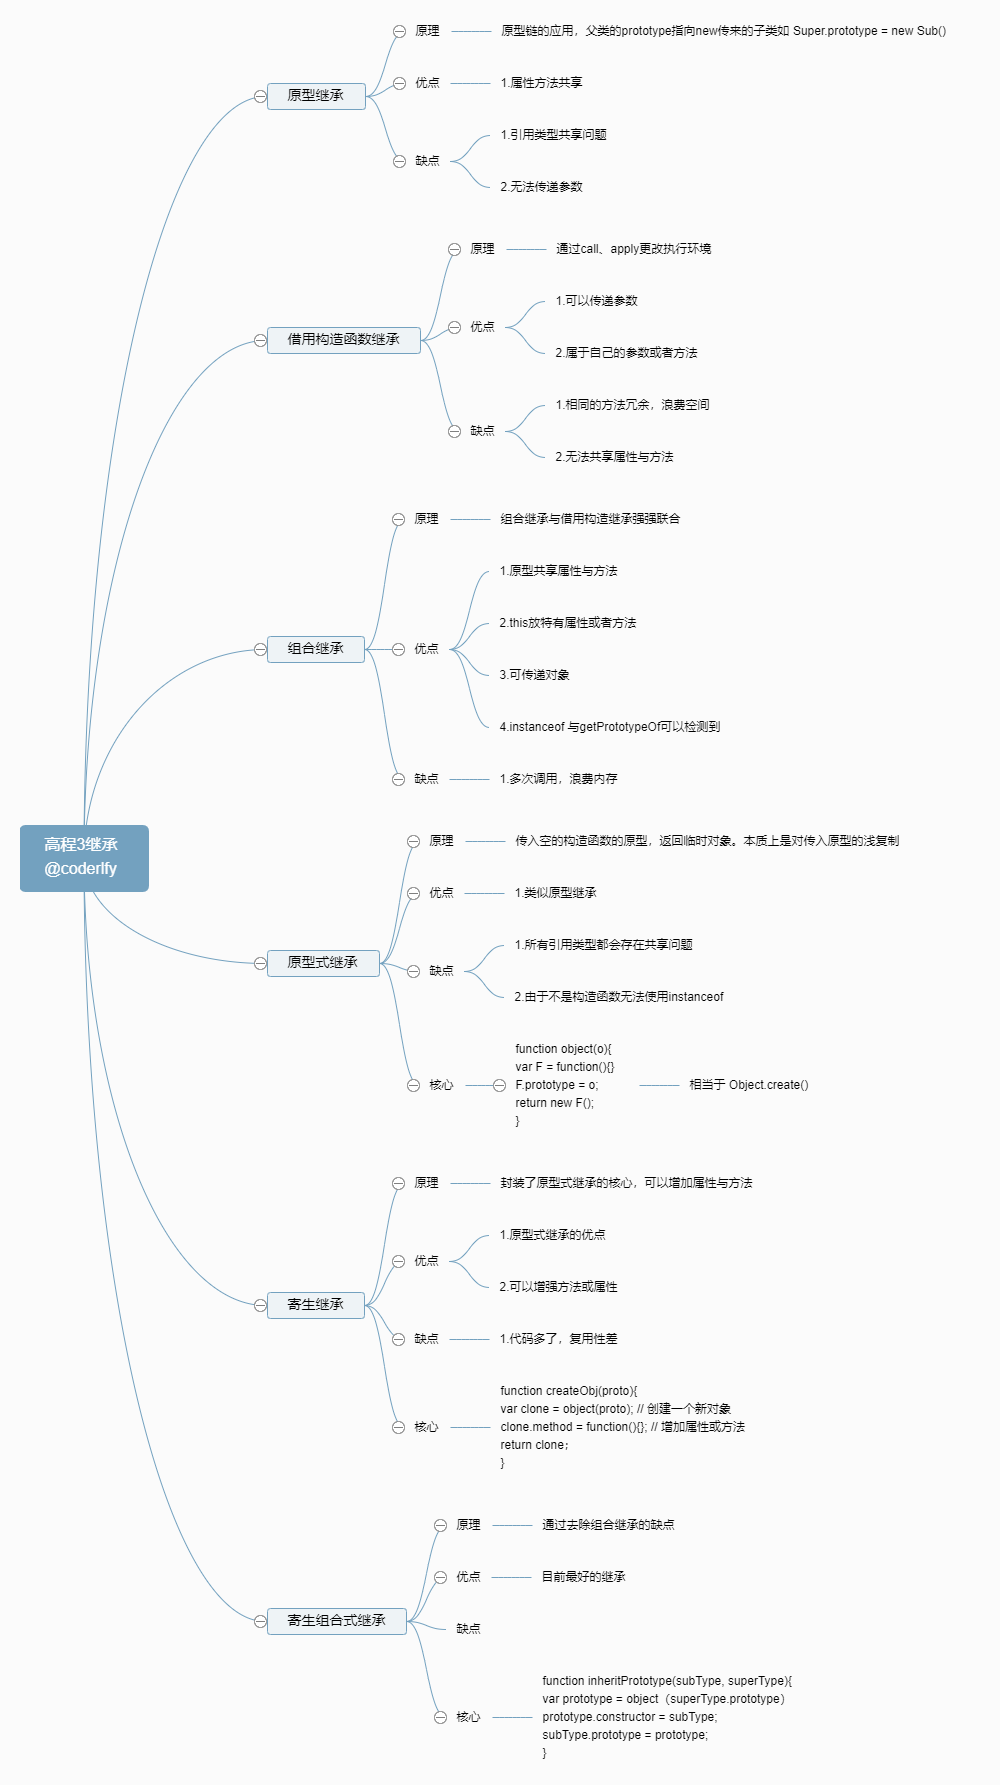 高程3继承
@coderlfy
原型继承
原理
原型链的应用，父类的prototype指向new传来的子类如 Super.prototype = new Sub()
优点
1.属性方法共享
缺点
1.引用类型共享问题
2.无法传递参数
借用构造函数继承
原理
通过call、apply更改执行环境
优点
1.可以传递参数
2.属于自己的参数或者方法
缺点
1.相同的方法冗余，浪费空间
2.无法共享属性与方法
组合继承
原理
组合继承与借用构造继承强强联合
优点
1.原型共享属性与方法
2.this放特有属性或者方法
3.可传递对象
4.instanceof 与getPrototypeOf可以检测到
缺点
1.多次调用，浪费内存
原型式继承
原理
传入空的构造函数的原型，返回临时对象。本质上是对传入原型的浅复制
优点
1.类似原型继承
缺点
1.所有引用类型都会存在共享问题
2.由于不是构造函数无法使用instanceof
核心
function object(o){
var F = function(){}
F.prototype = o;
return new F();
}
相当于 Object.create()
寄生继承
原理
封装了原型式继承的核心，可以增加属性与方法
优点
1.原型式继承的优点
2.可以增强方法或属性
缺点
1.代码多了，复用性差
核心
function createObj(proto){
var clone = object(proto); // 创建一个新对象
clone.method = function(){}; // 增加属性或方法
return clone；
}
寄生组合式继承
原理
通过去除组合继承的缺点
优点
目前最好的继承
缺点
核心
function inheritPrototype(subType, superType){
var prototype = object（superType.prototype）
prototype.constructor = subType;
subType.prototype = prototype;
}